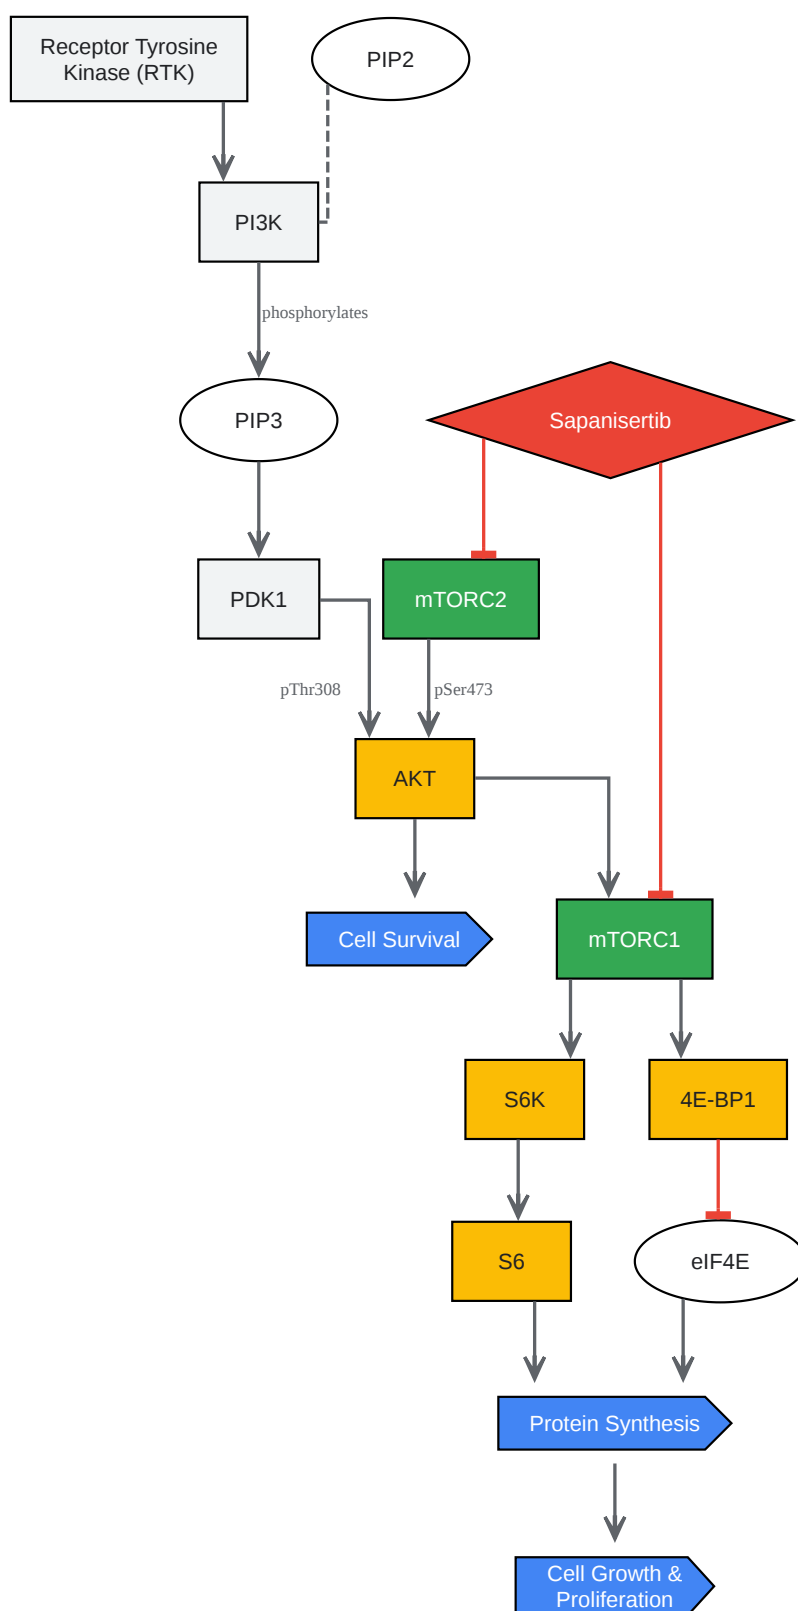 Receptor Tyrosine
Kinase (RTK)
PIP2
PI3K
phosphorylates
PIP3
Sapanisertib
PDK1
mTORC2
pThr308
pSer473
AKT
Cell Survival
mTORC1
S6K
4E-BP1
S6
eIF4E
Protein Synthesis
Cell Growth &
Proliferation